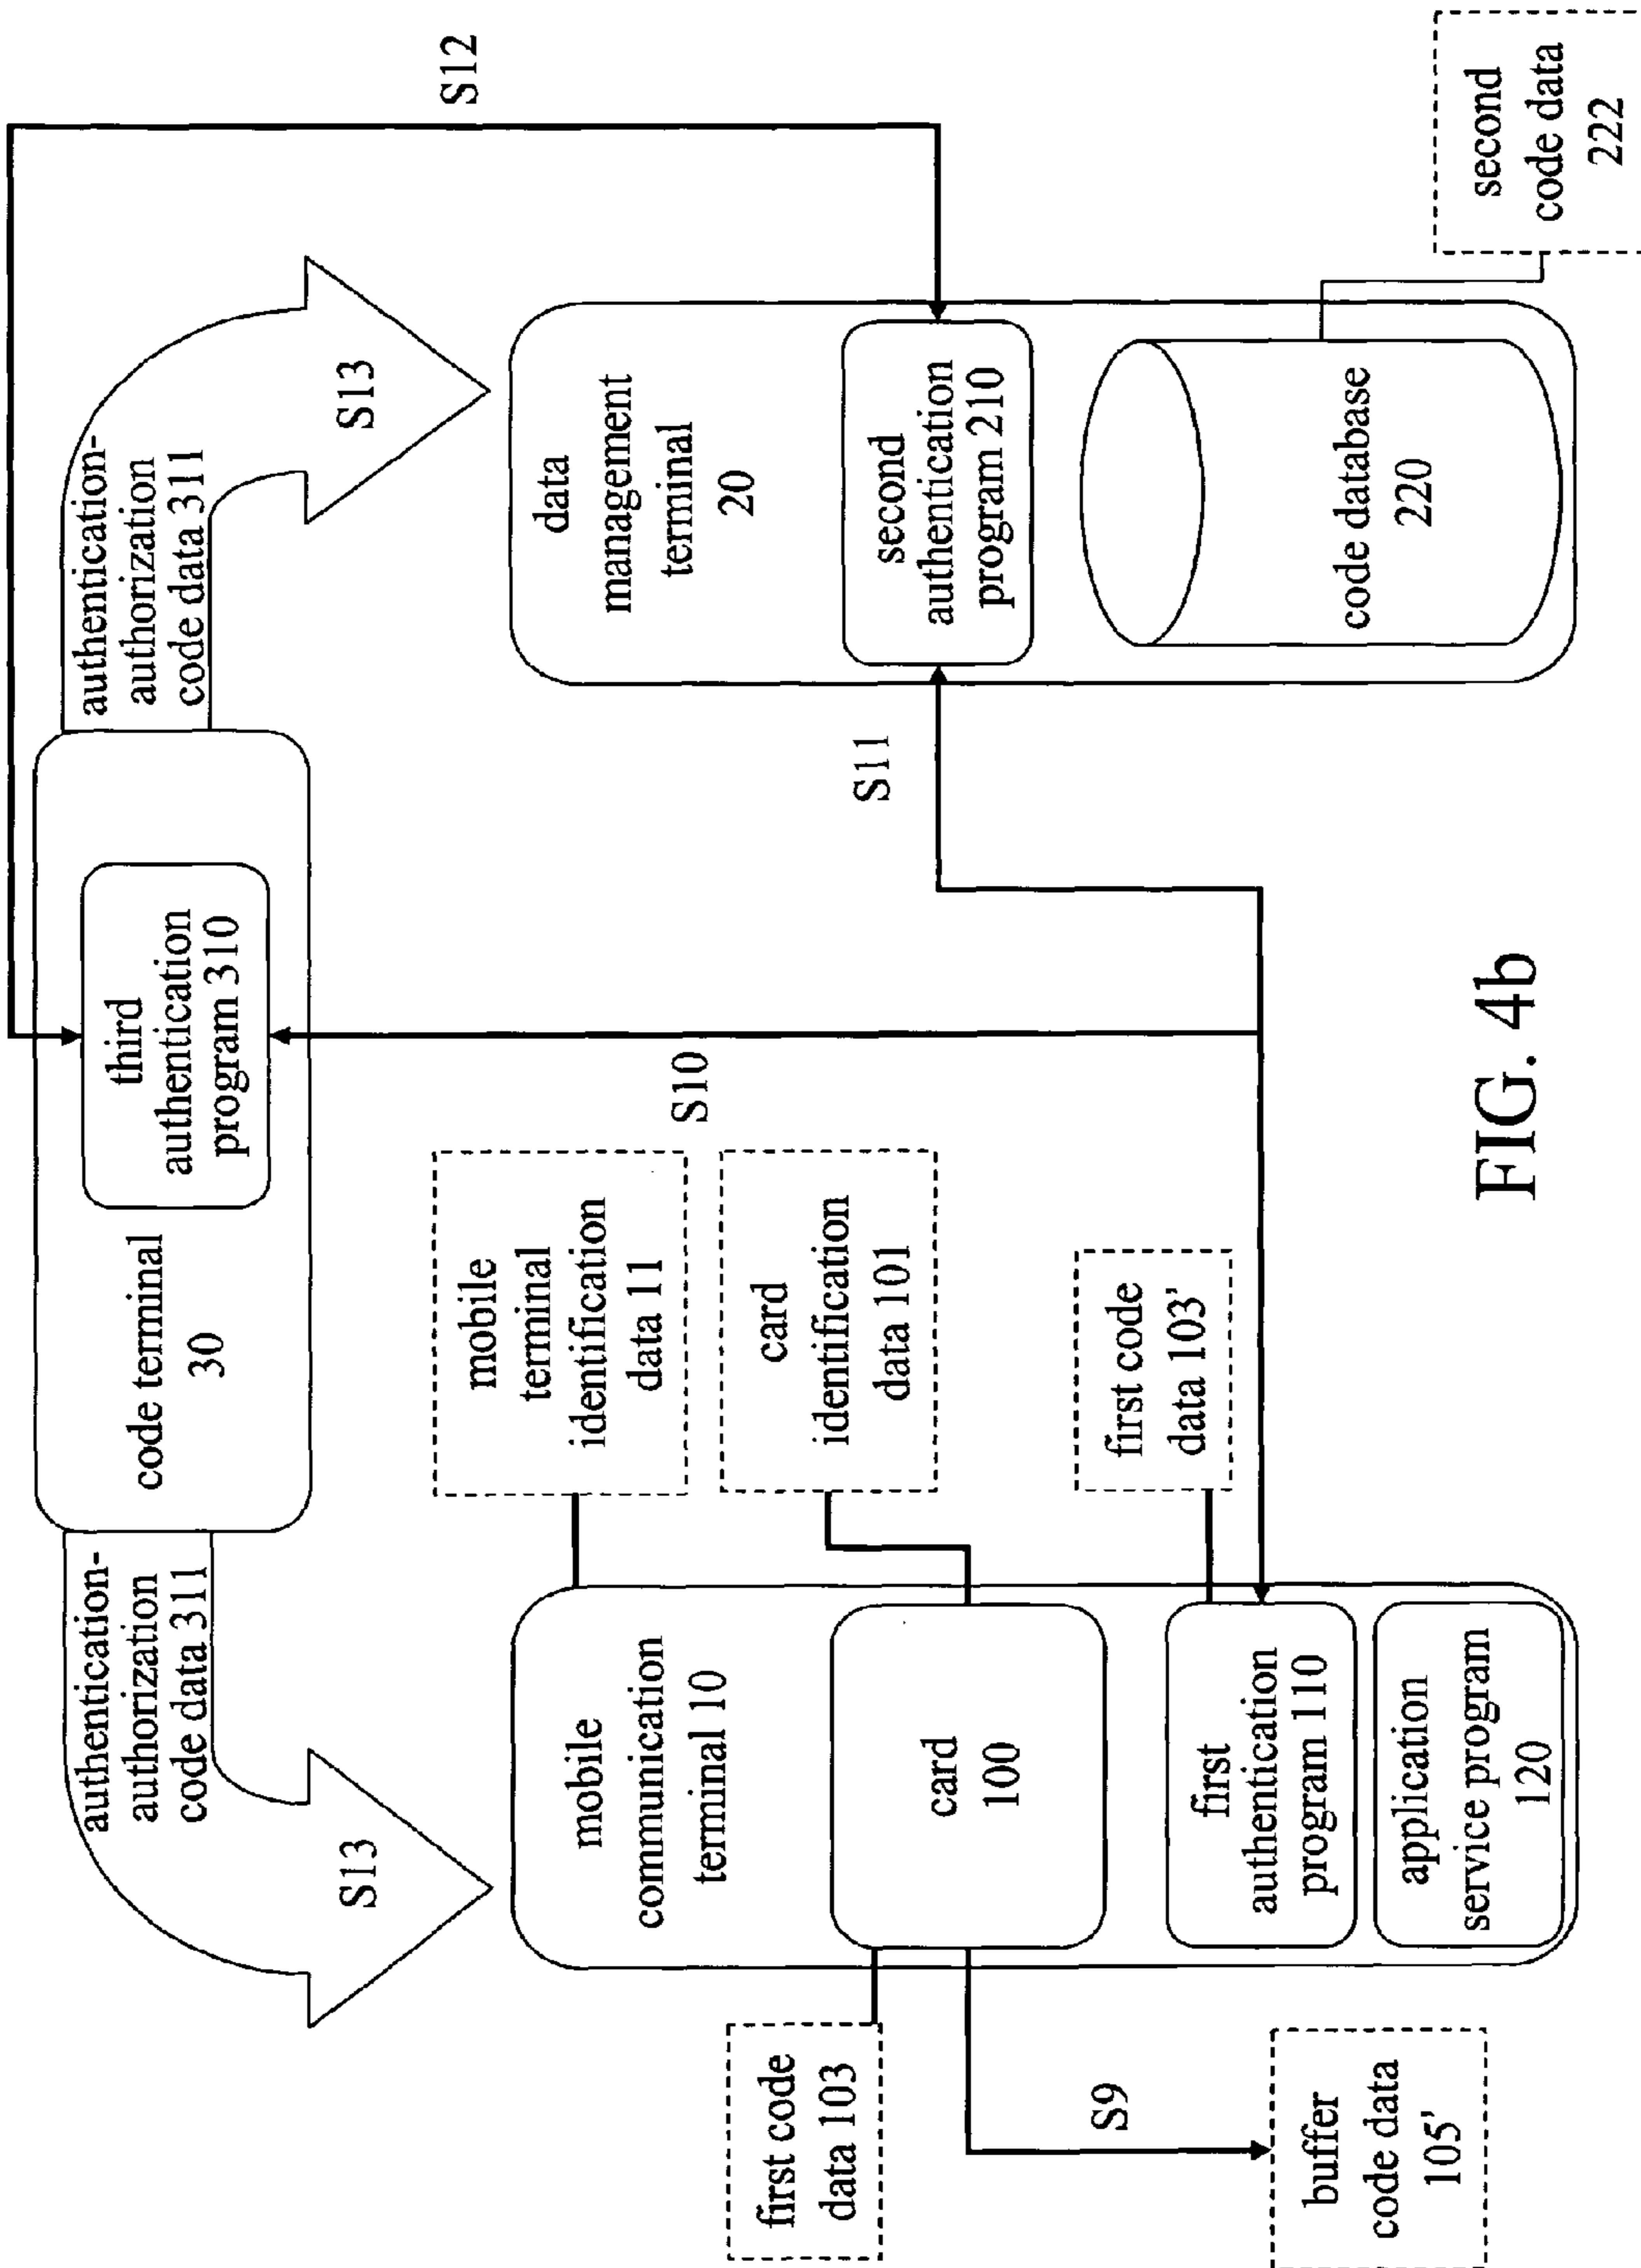 authentication-
authorization
code data 311
S13
code terminal
30
third
authentication
program 310
authentication-
authorization
code data 311
S13
S12
mobile
communication
terminal 10
mobile
terminal
identification
data 11
S10
card
100
card
identification
data 101
first code
data 103
S9
buffer
code data
105'
first code
data 103'
first
authentication
program 110
application
service program
120
data
management
terminal
20
S11
second
authentication
program 210
code database
220
second
code data
222
FIG. 4b